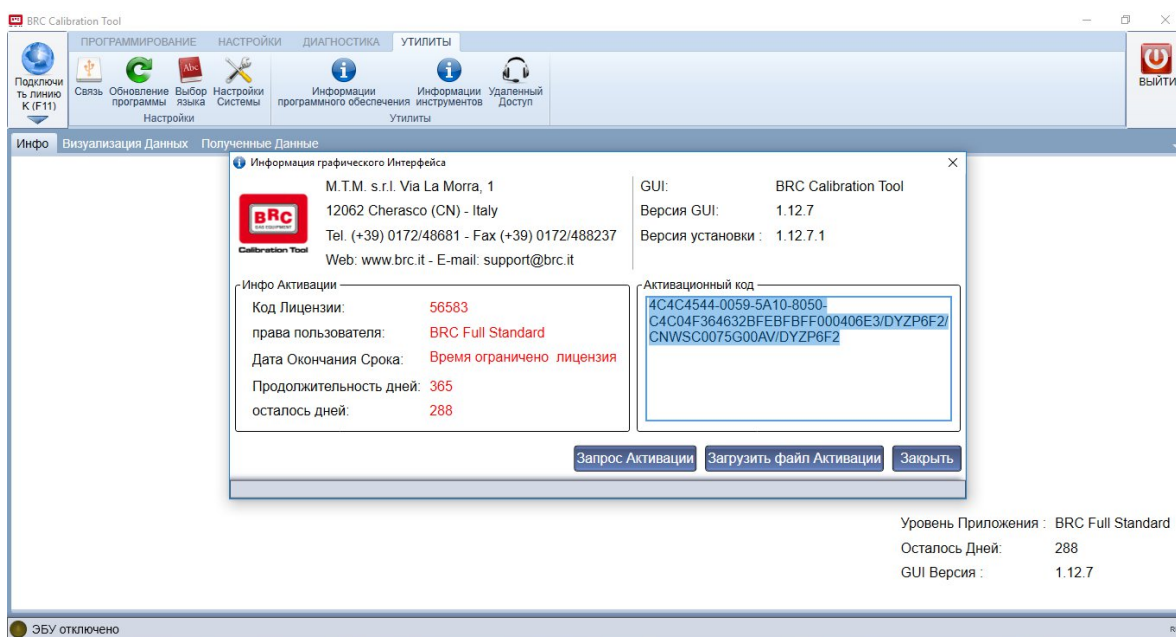 BRC Calibration Tool
ПРОГРАММИРОВАНИЕ НАСТРОЙКИ ДИАГНОСТИКА УТИЛИТЫ
Подключи
ть линию
K (F11)
Связь
Обновление
программы
Выбор
языка
Настройки
Системы
Настройки
Информации
программного обеспечения
Информации
инструментов
Удаленный
Доступ
Утилиты
ВЫЙТИ
Инфо Визуализация Данных Полученные Данные
Информация графического Интерфейса
BRC
GAS EQUIPMENT
Calibration Tool
M.T.M. s.r.l. Via La Morra, 1
12062 Cherasco (CN) - Italy
Tel. (+39) 0172/48681 - Fax (+39) 0172/488237
Web: www.brc.it - E-mail: support@brc.it
GUI: BRC Calibration Tool
Версия GUI: 1.12.7
Версия установки : 1.12.7.1
Инфо Активации
Код Лицензии: 56583
права пользователя: BRC Full Standard
Дата Окончания Срока: Время ограничено лицензия
Продолжительность дней: 365
осталось дней: 288
Активационный код
4C4C4544-0059-5A10-8050-
C4C04F364632BFEBFBFF000406E3/DYZP6F2/
CNWSC0075G00AV/DYZP6F2
Запрос Активации Загрузить файл Активации Закрыть
Уровень Приложения : BRC Full Standard
Осталось Дней: 288
GUI Версия : 1.12.7
ЭБУ отключено